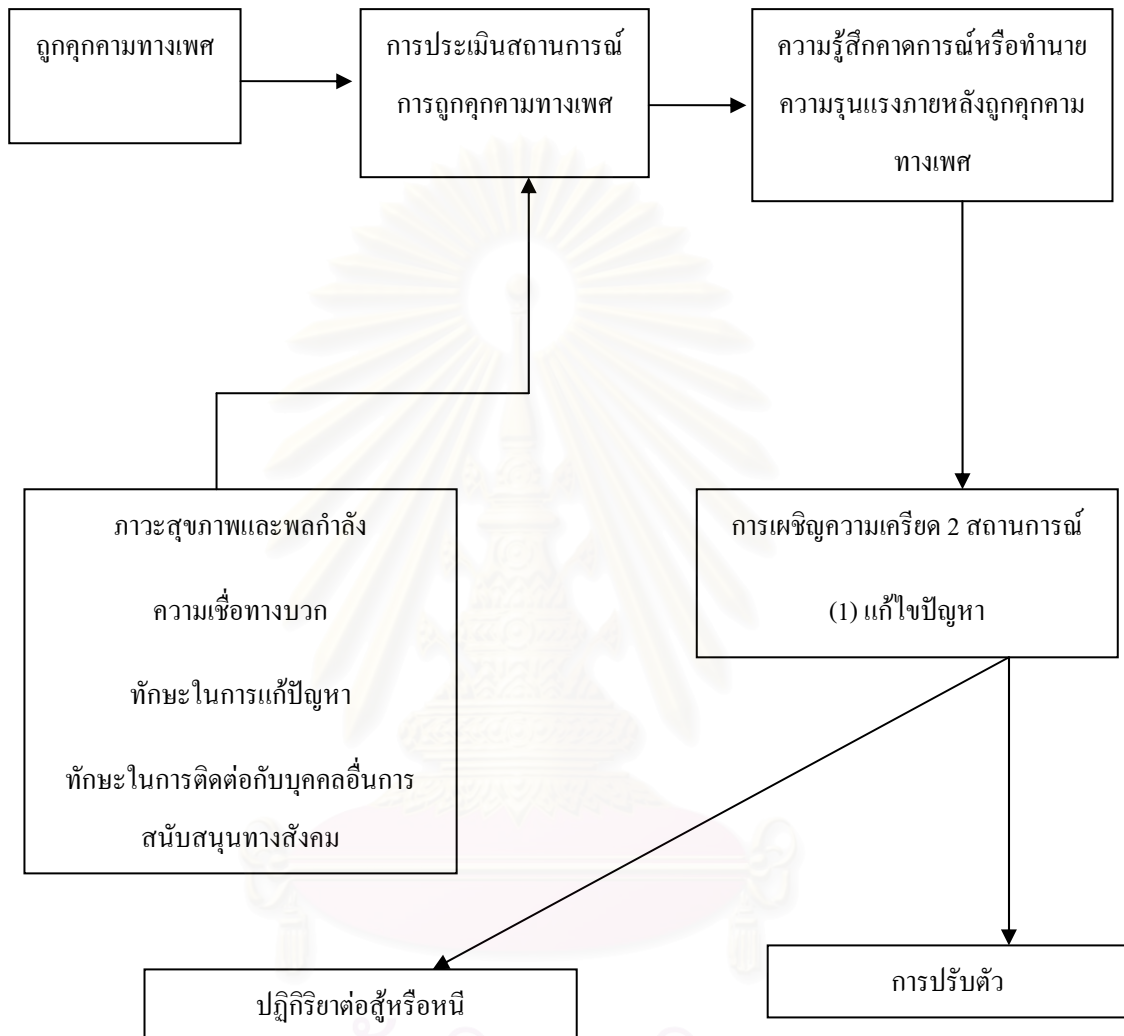 ถูกคุกคามทางเพศ
การประเมินสถานการณ์
การถูกคุกคามทางเพศ
ความรู้สึกคาดการณ์หรือทำนาย
ความรุนแรงภายหลังถูกคุกคาม
ทางเพศ
ภาวะสุขภาพและพลกำลัง
ความเชื่อทางบวก
ทักษะในการแก้ปัญหา
ทักษะในการติดต่อกับบุคคลอื่นการ
สนับสนุนทางสังคม
การเผชิญความเครียด 2 สถานการณ์
(1) แก้ไขปัญหา
ปฏิกิริยาต่อสู้หรือหนี
การปรับตัว